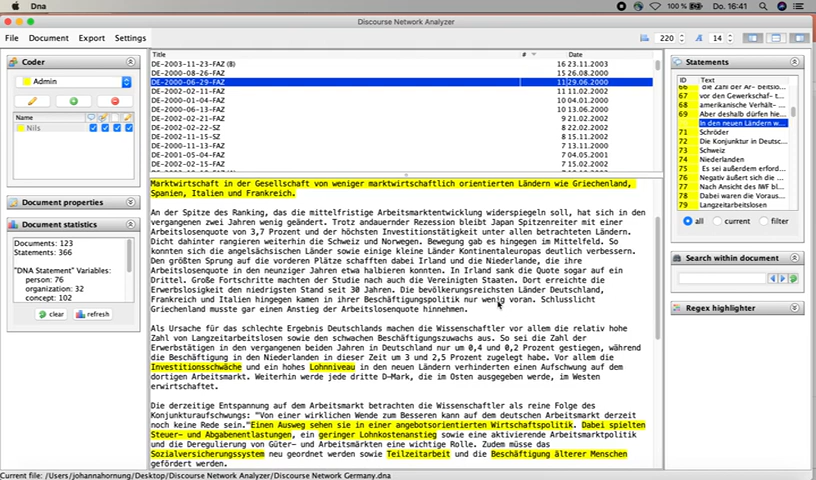 Dna
100 %
Do. 16:41
Discourse Network Analyzer
File Document Export Settings
220
14
Coder
Admin
Name
Nils
Document properties
Document statistics
Documents: 123
Statements: 366
"DNA Statement" Variables:
person: 76
organization: 32
concept: 102
clear refresh
Title # Date
DE-2003-11-23-FAZ (B) 16 23.11.2003
DE-2000-08-26-FAZ 15 26.08.2000
DE-2000-06-29-FAZ 11 29.06.2000
DE-2002-02-11-FAZ 11 11.02.2002
DE-2000-01-04-FAZ 10 04.01.2000
DE-2000-06-13-FAZ 10 13.06.2000
DE-2002-02-21-FAZ 9 21.02.2002
DE-2002-02-22-SZ 8 22.02.2002
DE-2002-11-15-SZ 8 15.11.2002
DE-2000-11-13-FAZ 7 13.11.2000
DE-2001-05-04-FAZ 7 04.05.2001
DE-2002-02-15-FAZ 7 15.02.2002
Marktwirtschaft in der Gesellschaft von weniger marktwirtschaftlich orientierten Ländern wie Griechenland,
Spanien, Italien und Frankreich.
An der Spitze des Ranking, das die mittelfristige Arbeitsmarktentwicklung widerspiegeln soll, hat sich in den
vergangenen zwei Jahren wenig geändert. Trotz andauernder Rezession bleibt Japan Spitzenreiter mit einer
Arbeitslosenquote von 3,7 Prozent und der höchsten Investitionstätigkeit unter allen betrachteten Ländern.
Dicht dahinter rangieren weiterhin die Schweiz und Norwegen. Bewegung gab es hingegen im Mittelfeld. So
konnten sich die angelsächsischen Länder sowie einige kleine Länder Kontinentaleuropas deutlich verbessern.
Den größten Sprung auf die vorderen Plätze schafften dabei Irland und die Niederlande, die ihre
Arbeitslosenquote in den neunziger Jahren etwa halbieren konnten. In Irland sank die Quote sogar auf ein
Drittel. Große Fortschritte machten der Studie nach auch die Vereinigten Staaten. Dort erreichte die
Erwerbslosigkeit den niedrigsten Stand seit 30 Jahren. Die bevölkerungsreichsten Länder Deutschland,
Frankreich und Italien hingegen kamen in ihrer Beschäftigungspolitik nur wenig voran. Schlusslicht
Griechenland musste gar einen Anstieg der Arbeitslosenquote hinnehmen.
Als Ursache für das schlechte Ergebnis Deutschlands machen die Wissenschaftler vor allem die relativ hohe
Zahl von Langzeitarbeitslosen sowie den schwachen Beschäftigungszuwachs aus. So sei die Zahl der
Erwerbstätigen in den vergangenen beiden Jahren in Deutschland nur um 0,4 und 0,2 Prozent gestiegen, während
die Beschäftigung in den Niederlanden in dieser Zeit um 3 und 2,5 Prozent zugelegt habe. Vor allem die
Investitionsschwäche und ein hohes Lohnniveau in den neuen Ländern verhinderten einen Aufschwung auf dem
dortigen Arbeitsmarkt. Weiterhin werde jede dritte D-Mark, die im Osten ausgegeben werde, im Westen
erwirtschaftet.
Die derzeitige Entspannung auf dem Arbeitsmarkt betrachten die Wissenschaftler als reine Folge des
Konjunkturaufschwungs: "Von einer wirklichen Wende zum Besseren kann auf dem deutschen Arbeitsmarkt derzeit
noch keine Rede sein."Einen Ausweg sehen sie in einer angebotsorientierten Wirtschaftspolitik. Dabei spielten
Steuer- und Abgabenentlastungen, ein geringer Lohnkostenanstieg sowie eine aktivierende Arbeitsmarktpolitik
und die Deregulierung von Güter- und Arbeitsmärkten eine wichtige Rolle. Zudem müsse das
Sozialversicherungssystem neu geordnet werden sowie Teilzeitarbeit und die Beschäftigung älterer Menschen
gefördert werden.
Statements
ID Text
66 die Zahl der Ar- beitslo...
67 vor den Gewerkschaf- t...
68 amerikanische Verhält- ...
69 Aber deshalb dürfen hie...
In den neuen Ländern w...
71 Schröder
72 Die Konjunktur in Deutsc...
73 Schweiz
74 Niederlanden
75 Es sei außerdem erford...
76 Negativ äußert sich die ...
77 Nach Ansicht des IWF bl...
78 Dabei waren die Voraus...
79 Langzeitarbeitslosen
all current filter
Search within document
Regex highlighter
Current file: /Users/johannahornung/Desktop/Discourse Network Analyzer/Discourse Network Germany.dna